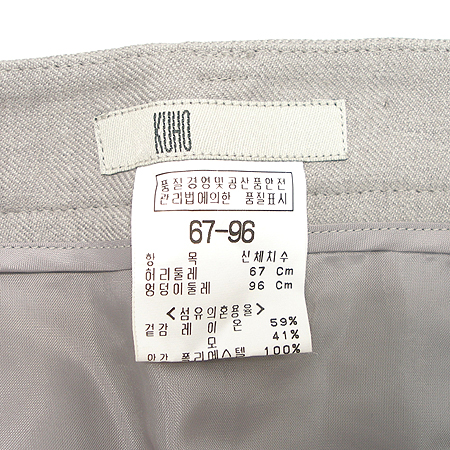 KUHO
품질경영및공산품안전
관리법에의한 품질표시
67-96
항 목 신체치수
허리둘레 67 Cm
엉덩이둘레 96 Cm
<섬유의혼용율>
겉감 레 이 온 59%
모 41%
안감 폴리에스텔 100%